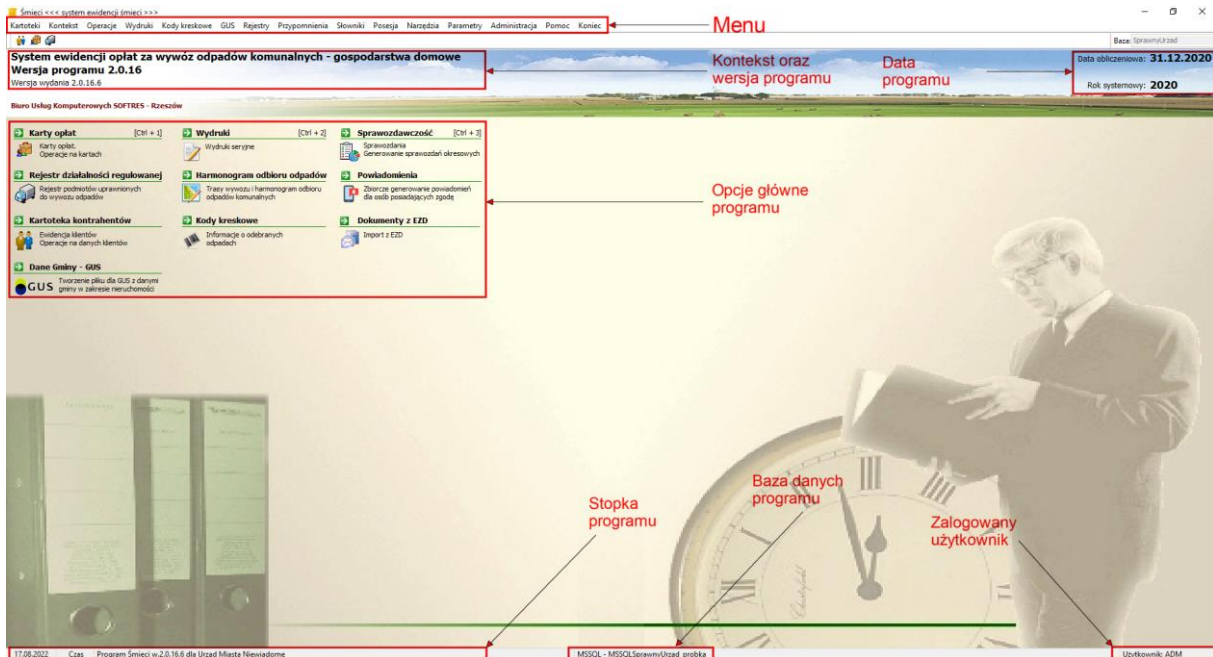 Śmieci <<< system ewidencji śmieci >>>
Kartoteki Kontekst Operacje Wydruki Kody kreskowe GUS Rejestry Przypomnienia Słowniki Posesja Narzędzia Parametry Administracja Pomoc Koniec
Menu
Baza: SprawnyUrzad
System ewidencji opłat za wywóz odpadów komunalnych - gospodarstwa domowe
Wersja programu 2.0.16
Wersja wydania 2.0.16.6
Kontekst oraz
wersja programu
Data
programu
Data obliczeniowa: 31.12.2020
Rok systemowy: 2020
Biuro Usług Komputerowych SOFTRES - Rzeszów
Karty opłat [Ctrl + 1]
Karty opłat.
Operacje na kartach
Wydruki [Ctrl + 2]
Wydruki seryjne
Sprawozdawczość [Ctrl + 3]
Sprawozdania
Generowanie sprawozdań okresowych
Rejestr działalności regulowanej
Rejestr podmiotów uprawnionych
do wywozu odpadów
Harmonogram odbioru odpadów
Trasy wywozu i harmonogram odbioru
odpadów komunalnych
Powiadomienia
Zbiorcze generowanie powiadomień
dla osób posiadających zgodę
Opcje główne
programu
Kartoteka kontrahentów
Ewidencja klientów
Operacje na danych klientów
Kody kreskowe
Informacje o odebranych
odpadach
Dokumenty z EZD
Import z EZD
Dane Gminy - GUS
GUS
Tworzenie pliku dla GUS z danymi
gminy w zakresie nieruchomości
Stopka
programu
Baza danych
programu
Zalogowany
użytkownik
17.08.2022 Czas Program Śmieci w.2.0.16.6 dla Urzad Miasta Niewiadome
MSSQL - MSSQLSprawnyUrzad_probka
Użytkownik: ADM